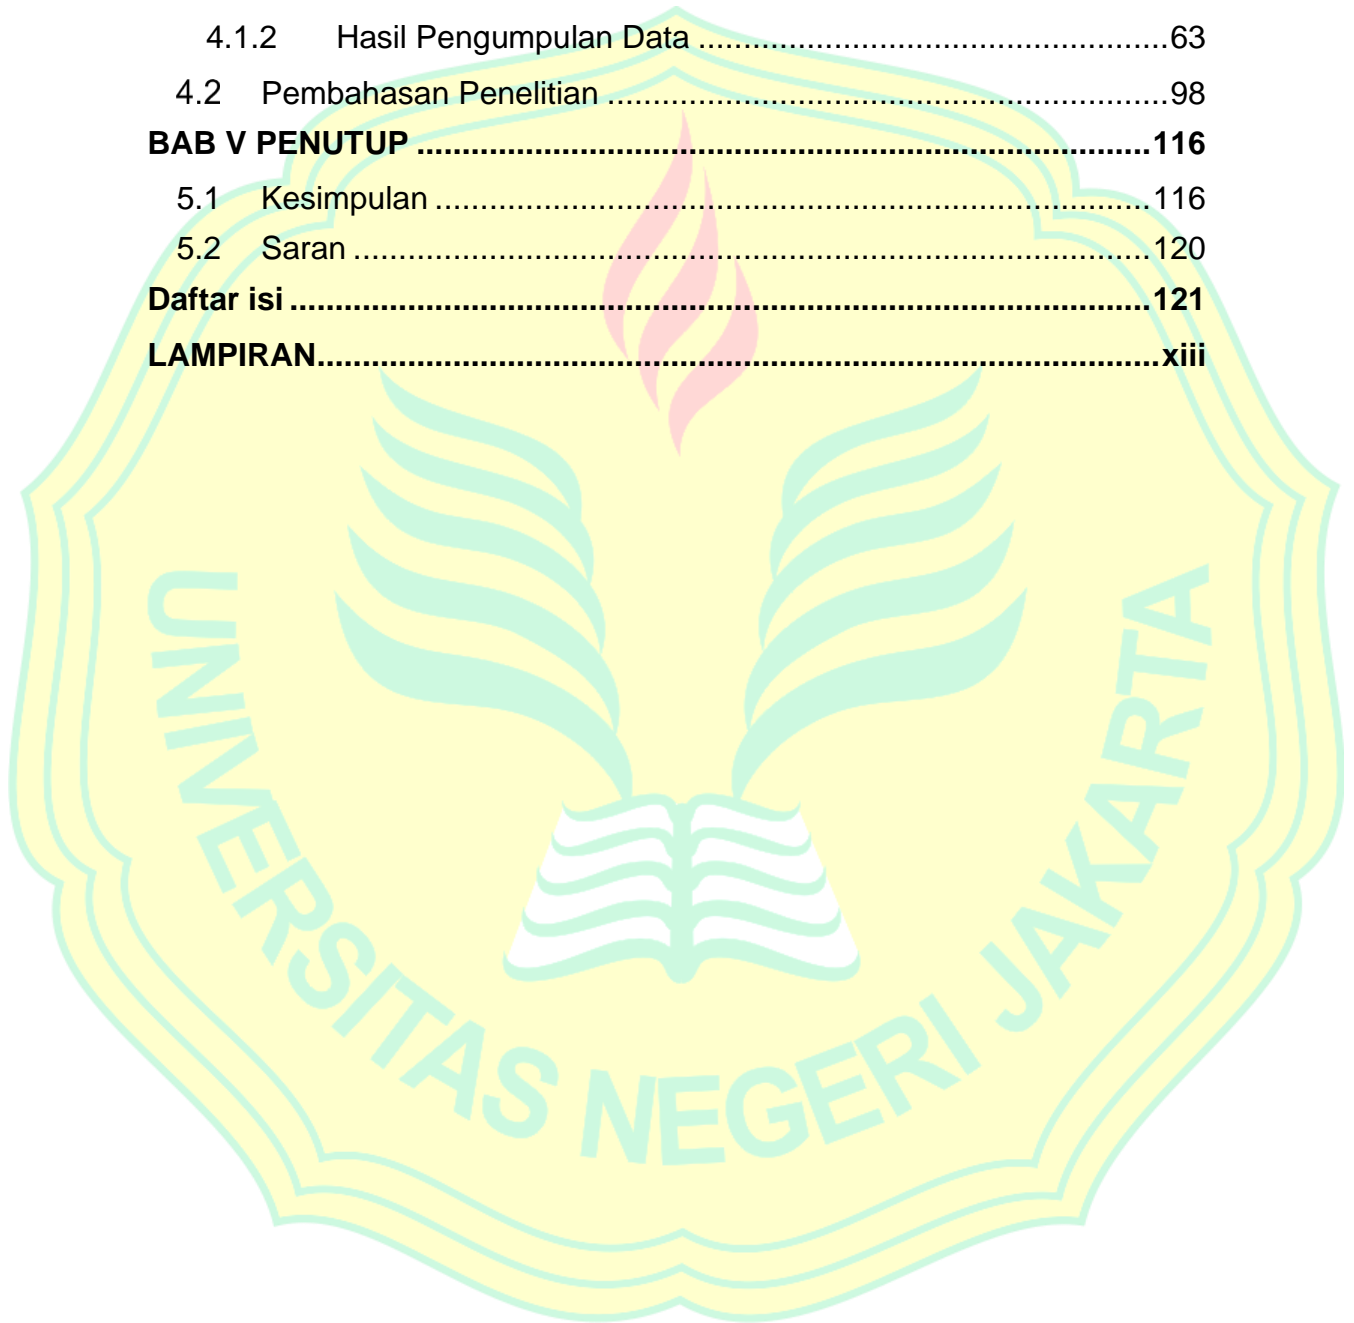 4.1.2 Hasil Pengumpulan Data ....................................................63
4.2 Pembahasan Penelitian ..............................................................98
BAB V PENUTUP ..................................................................................116
5.1 Kesimpulan ................................................................................116
5.2 Saran .........................................................................................120
Daftar isi ................................................................................................121
LAMPIRAN..............................................................................................xiii
UNIVERSITAS NEGERI JAKARTA